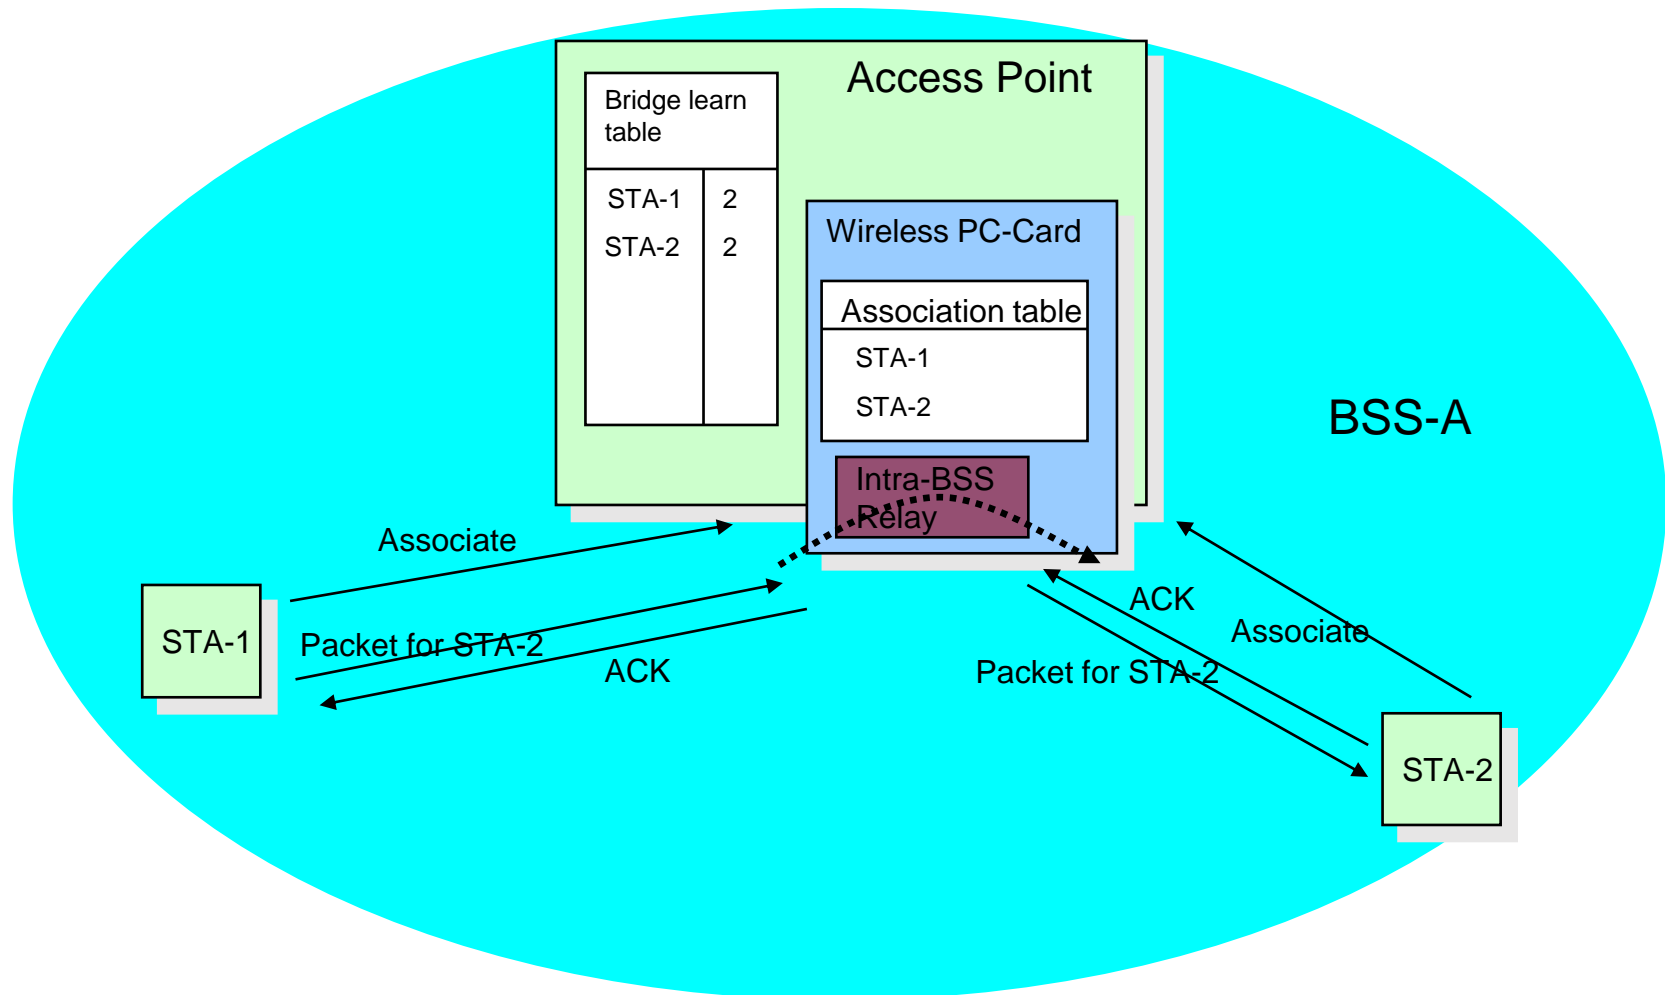 Access Point
Bridge learn
table
STA-1 2
STA-2 2
Wireless PC-Card
Association table
STA-1
STA-2
BSS-A
Intra-BSS
Relay
Associate
ACK
Associate
STA-1
Packet for STA-2
ACK
Packet for STA-2
STA-2